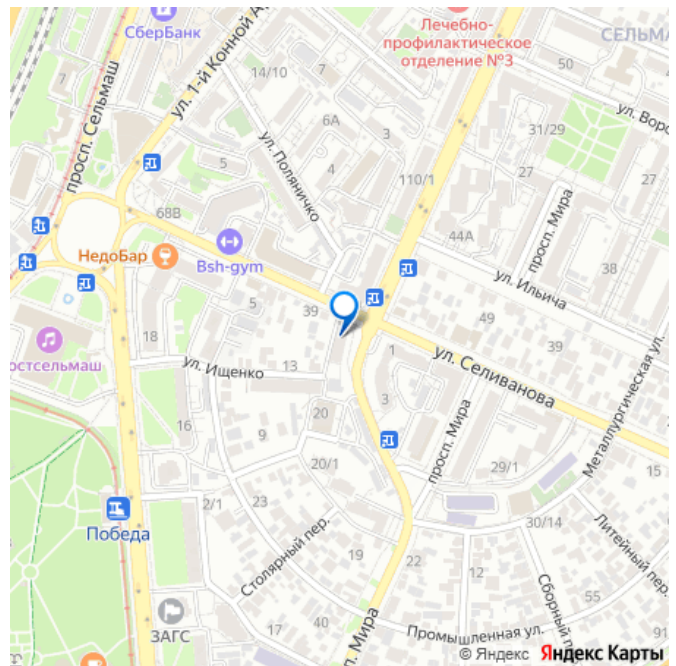 СберБанк
Лечебно-
профилактическое
отделение №3
СЕЛЬМА
просп. Сельмаш
ул. 1-й Конной А
ул. Воро
7
14/10
7
50
6А
3
31/29
27
27
5
ул. Поляничко
4
110/1
просп. Мира
68В
44А
38
НедоБар
Bsh-gym
ул. Ильича
5
39
49
39
18
1
остсельмаш
ул. Ищенко
13
ул. Селиванова
Металлургическая ул.
3
20
16
9
просп. Мира
20/1
29/1
15
2/1
23
30/14
Победа
Столярный пер.
19
22
12
Литейный пер.
Сборный п
55
ЗАГС
17
40
п. Мира
Промышленная ул.
91
© Яндекс Яндекс Карты